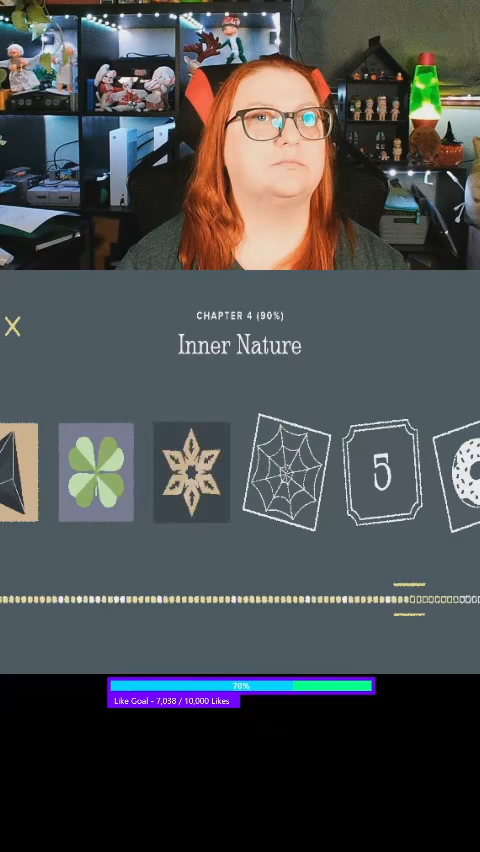 CHAPTER 4 (90%)
Inner Nature
5
70%
Like Goal - 7,038 / 10,000 Likes